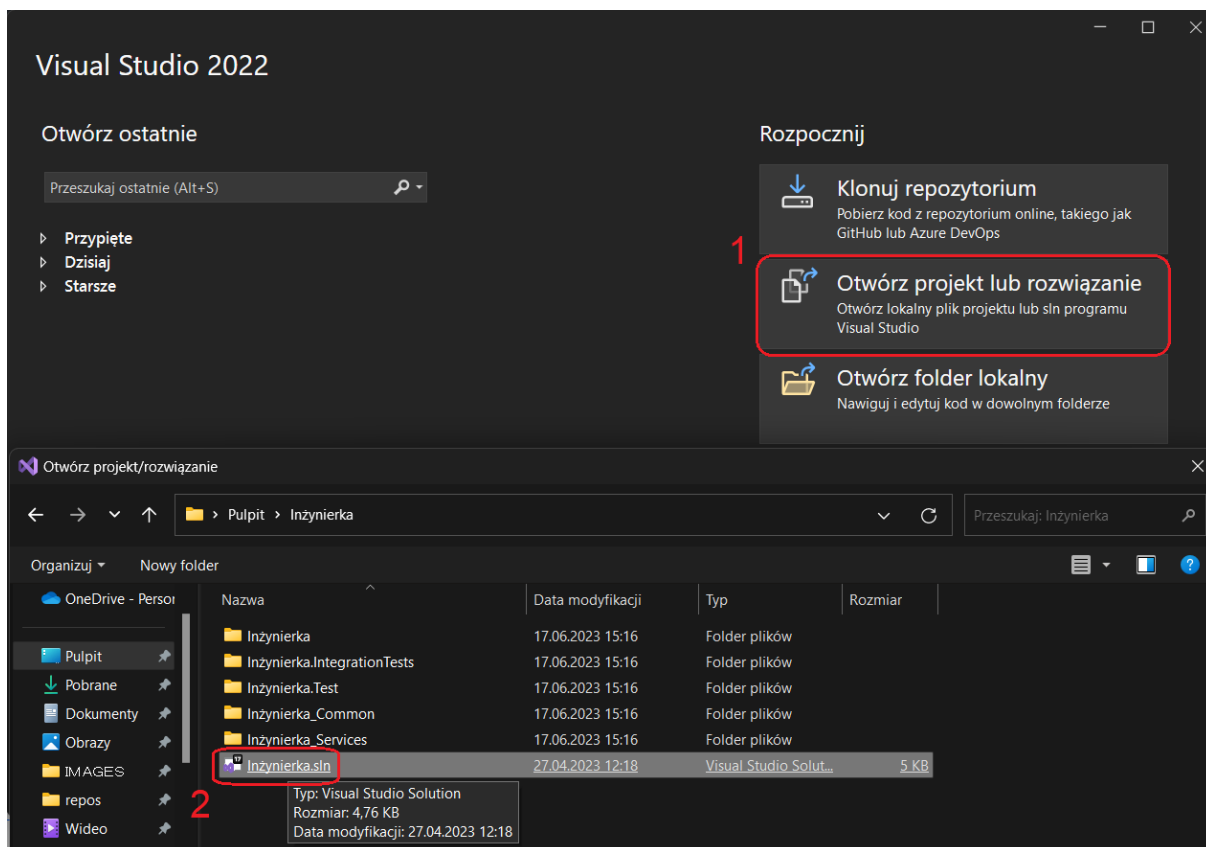 Visual Studio 2022
Otwórz ostatnie
Przeszukaj ostatnie (Alt+S)
Przypięte
Dzisiaj
Starsze
Rozpocznij
Klonuj repozytorium
Pobierz kod z repozytorium online, takiego jak
GitHub lub Azure DevOps
1
Otwórz projekt lub rozwiązanie
Otwórz lokalny plik projektu lub sln programu
Visual Studio
Otwórz folder lokalny
Nawiguj i edytuj kod w dowolnym folderze
Otwórz projekt/rozwiązanie
Pulpit > Inżynierka
Przeszukaj: Inżynierka
Organizuj Nowy folder
OneDrive - Person
Pulpit
Pobrane
Dokumenty
Obrazy
IMAGES
repos
Wideo
Nazwa Data modyfikacji Typ Rozmiar
Inżynierka 17.06.2023 15:16 Folder plików
Inżynierka.IntegrationTests 17.06.2023 15:16 Folder plików
Inżynierka.Test 17.06.2023 15:16 Folder plików
Inżynierka_Common 17.06.2023 15:16 Folder plików
Inżynierka_Services 17.06.2023 15:16 Folder plików
Inżynierka.sln 27.04.2023 12:18 Visual Studio Solut... 5 KB
2
Typ: Visual Studio Solution
Rozmiar: 4,76 KB
Data modyfikacji: 27.04.2023 12:18